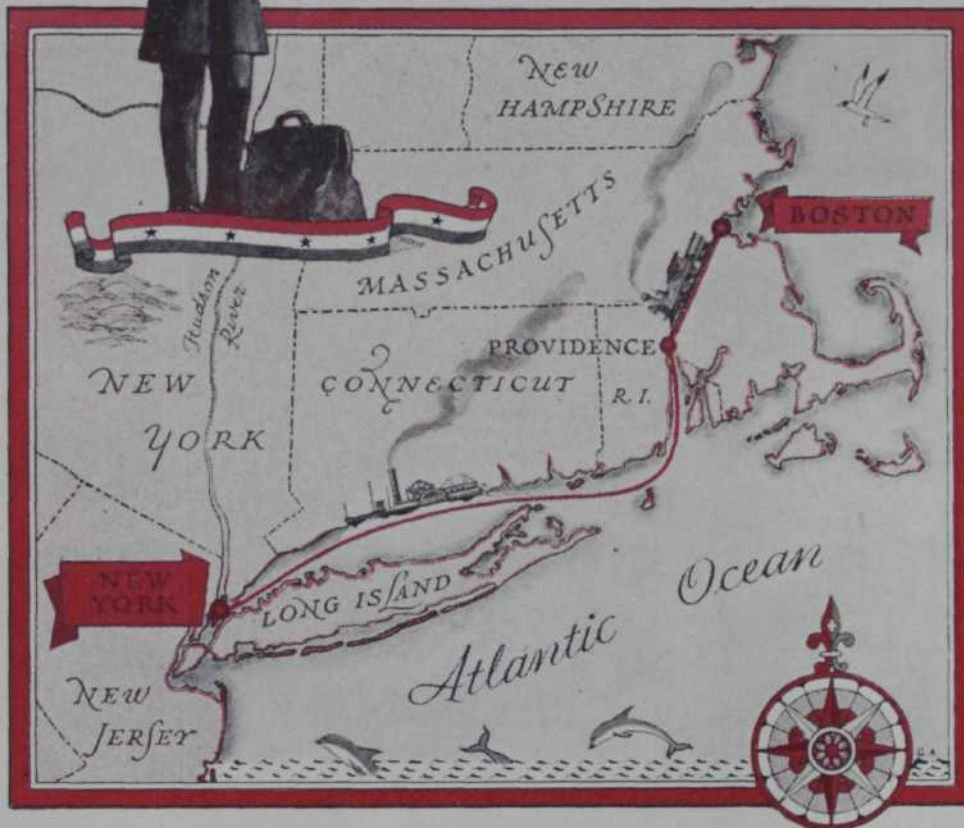 NEW
HAMPSHIRE
MASSACHUSETTS
BOSTON
Hudson
River
PROVIDENCE
CONNECTICUT
R. I.
NEW
YORK
NEW
YORK
LONG ISLAND
Atlantic Ocean
NEW
JERSEY